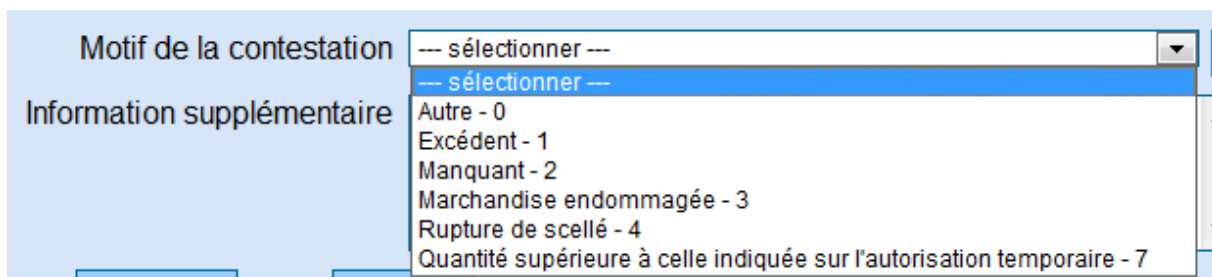 Motif de la contestation --- sélectionner ---
--- sélectionner ---
Information supplémentaire Autre - 0
Excédent - 1
Manquant - 2
Marchandise endommagée - 3
Rupture de scellé - 4
Quantité supérieure à celle indiquée sur l'autorisation temporaire - 7